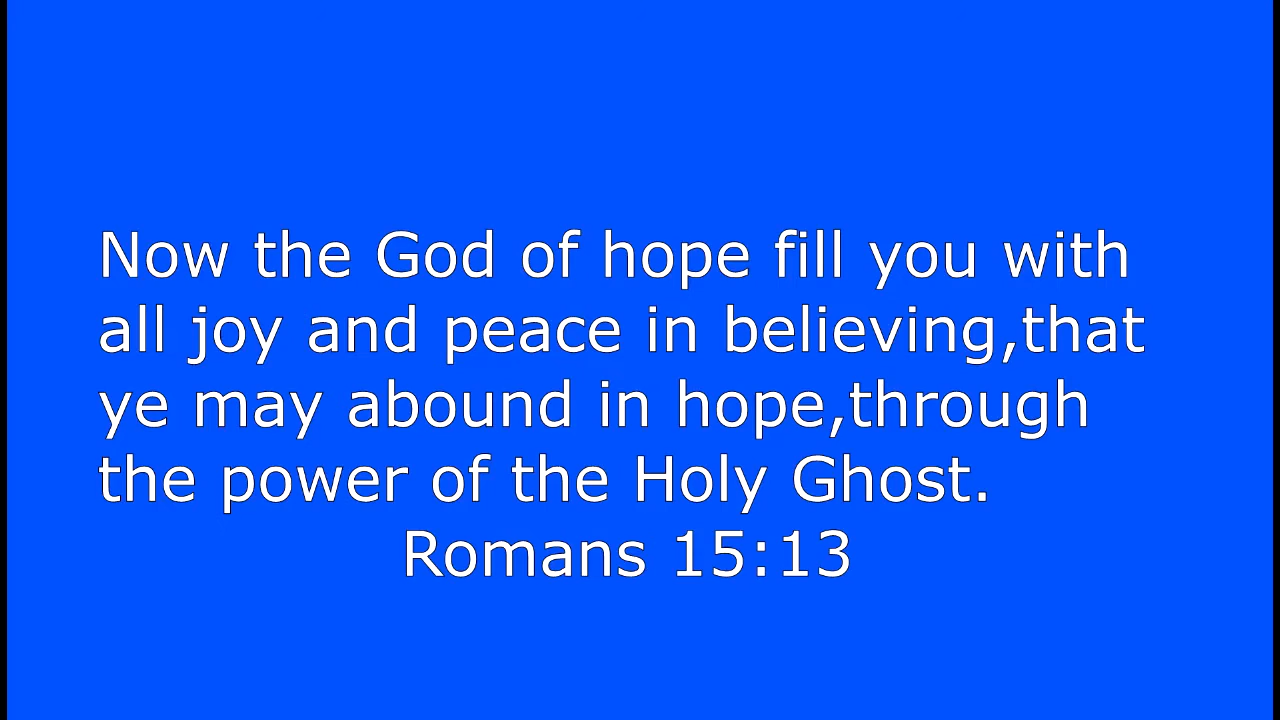 Now the God of hope fill you with
all joy and peace in believing,that
ye may abound in hope,through
the power of the Holy Ghost.
Romans 15:13